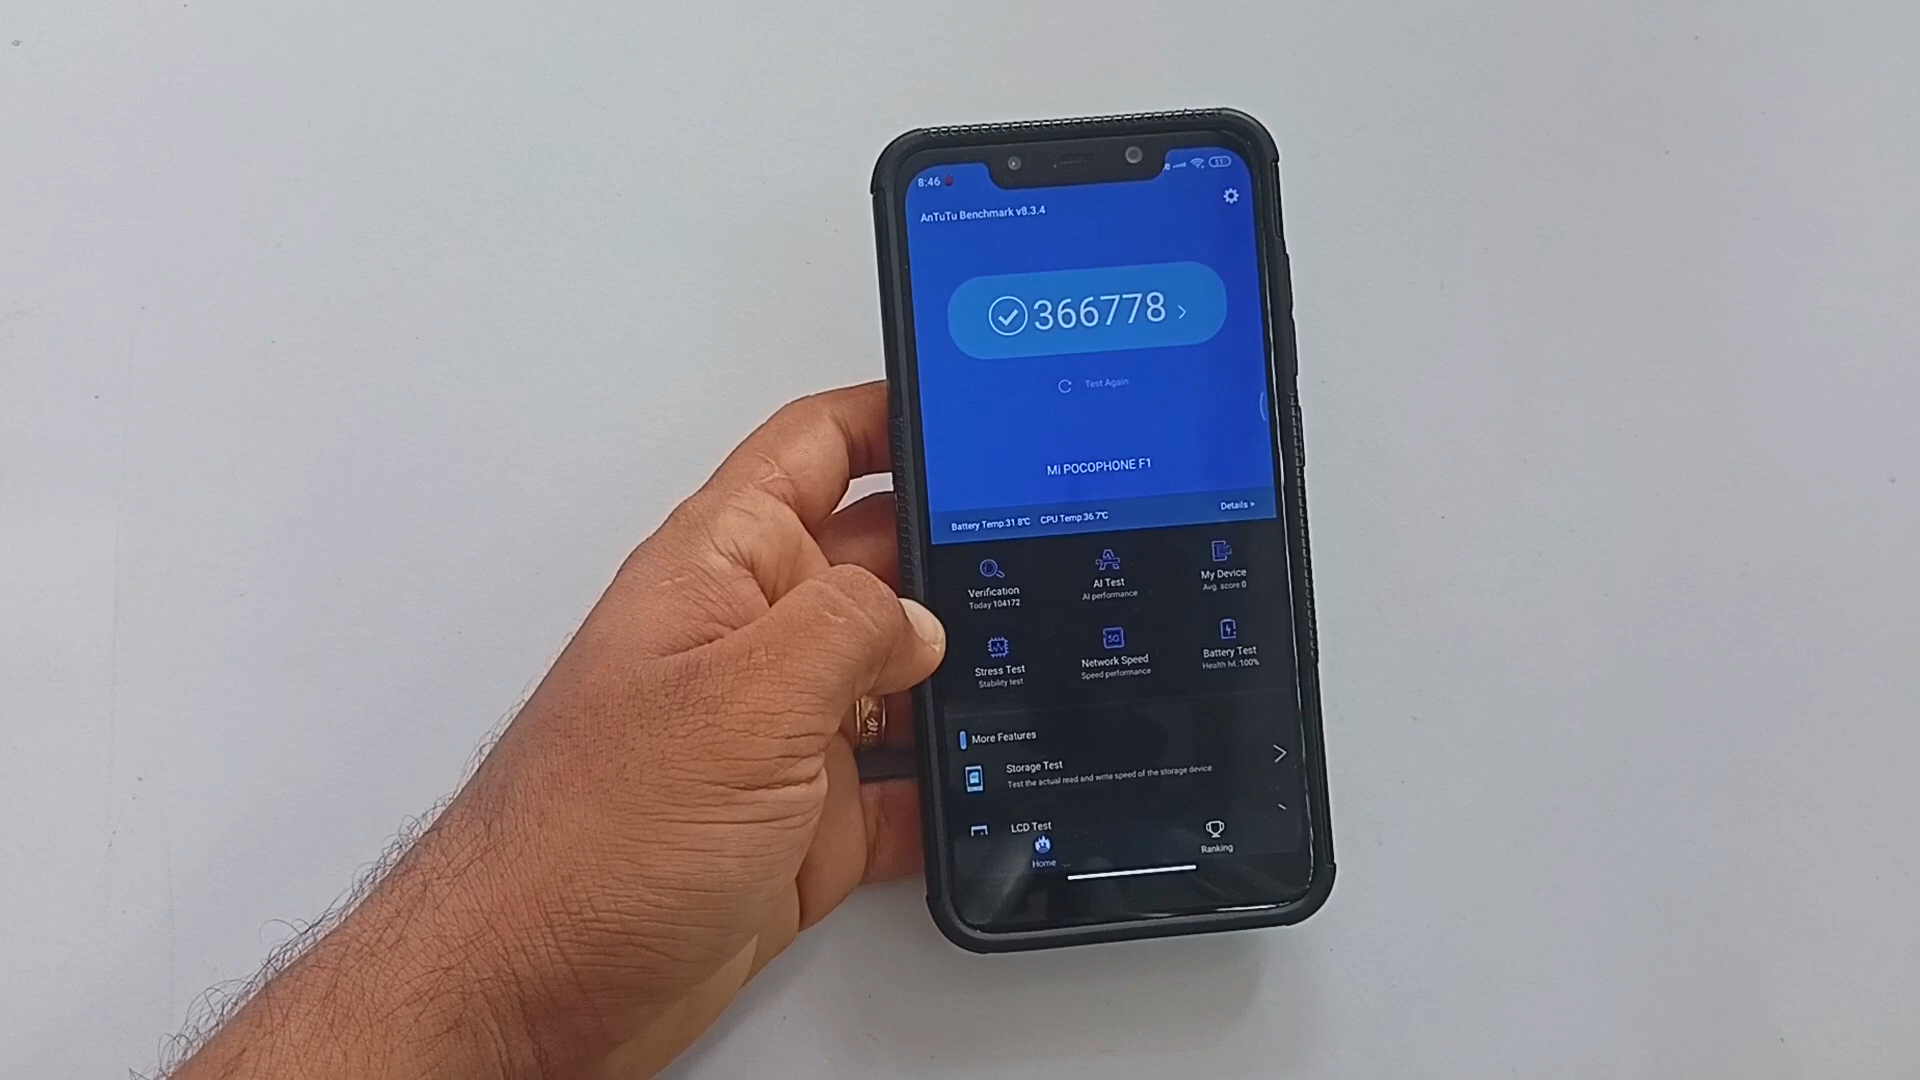 8:46
AnTuTu Benchmark v8.3.4
366778
Test Again
Mi POCOPHONE F1
Battery Temp:31.8℃ CPU Temp:36.7℃ Details >
Verification
Today 104172
AI Test
AI performance
My Device
Avg. score 0
Stress Test
Stability test
5G
Network Speed
Speed performance
Battery Test
Health lvl. 100%
More Features
Storage Test
Test the actual read and write speed of the storage device
LCD Test
Home
Ranking